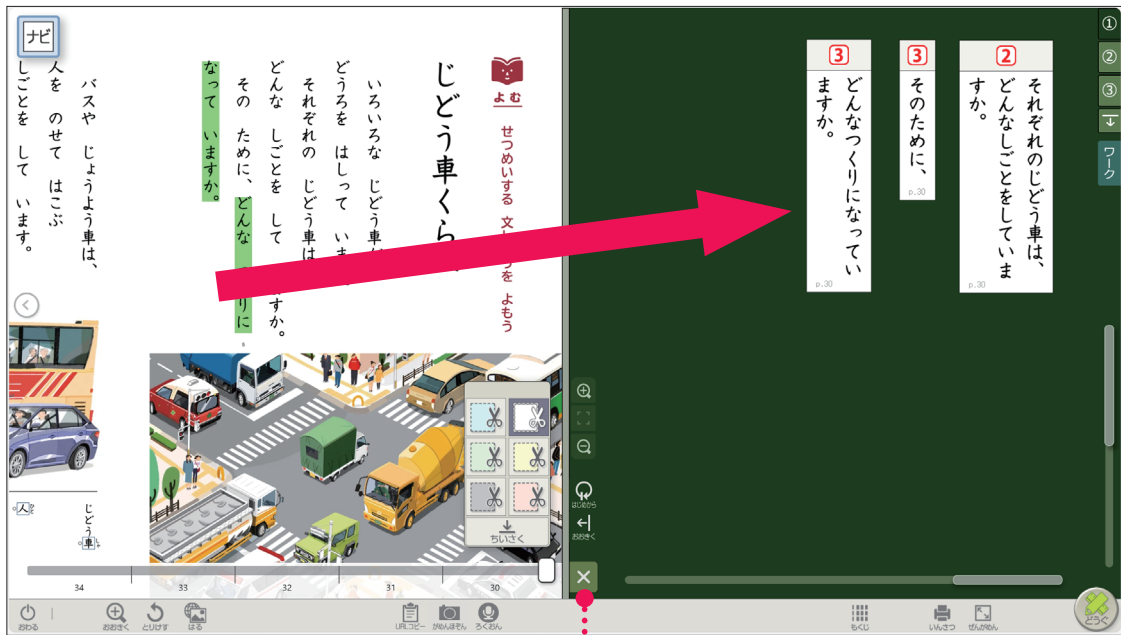 ナビ
よむ
せつめいする 文
を よもう
じどう車くら
いろいろな じどう車
どうろを はしって いま
それぞれの じどう車は
どんな しごとを して
すか。
その ために、どんな
りに
なって いますか。
バスや じょうよう車は、
人を のせて はこぶ
しごとを して います。
じどう車
人 ひと
ちいさく
34
33
32
31
30
2
それぞれのじどう車は、
どんなしごとをしていま
すか。
p.30
3
そのために、
p.30
3
どんなつくりになってい
ますか。
p.30
①
②
③
ワーク
はじめから
おおきく
おわる
おおきく
とりけす
はる
URLコピー
がめんほぞん
ろくおん
もくじ
いんさつ
ぜんがめん
どうぐ